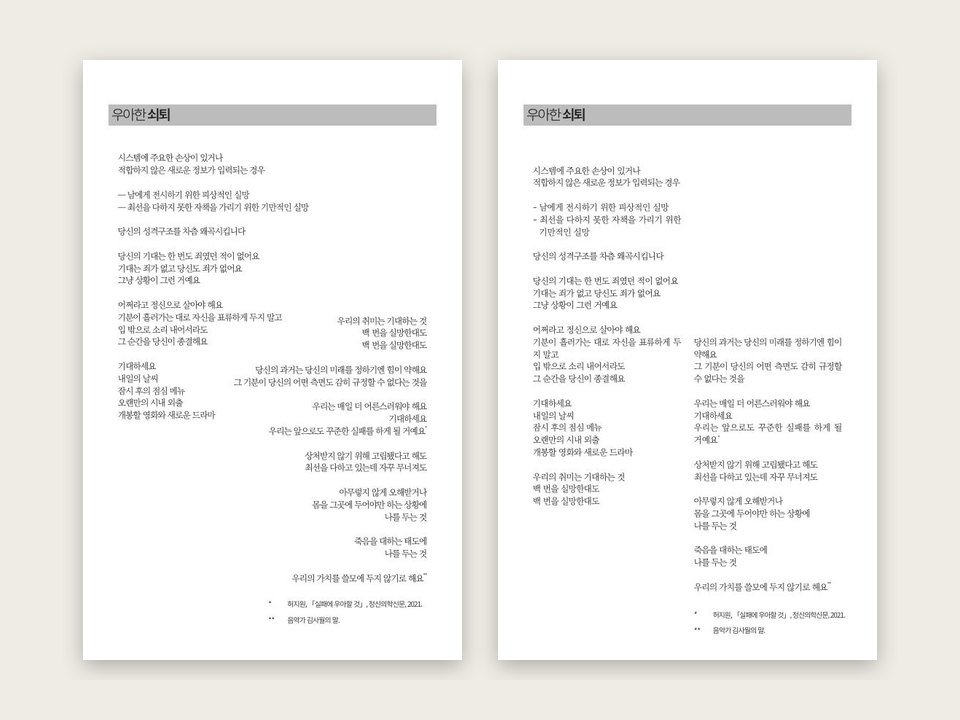 우아한 쇠퇴
시스템에 주요한 손상이 있거나
적합하지 않은 새로운 정보가 입력되는 경우
— 남에게 전시하기 위한 피상적인 실망
— 최선을 다하지 못한 자책을 가리기 위한 기만적인 실망
당신의 성격구조를 차츰 왜곡시킵니다
당신의 기대는 한 번도 죄였던 적이 없어요
기대는 죄가 없고 당신도 죄가 없어요
그냥 상황이 그런 거예요
어쩌라고 정신으로 살아야 해요
기분이 흘러가는 대로 자신을 표류하게 두지 말고
입 밖으로 소리 내어서라도
그 순간을 당신이 종결해요
기대하세요
내일의 날씨
잠시 후의 점심 메뉴
오랜만의 시내 외출
개봉할 영화와 새로운 드라마
우리의 취미는 기대하는 것
백 번을 실망한대도
백 번을 실망한대도
당신의 과거는 당신의 미래를 정하기엔 힘이 약해요
그 기분이 당신의 어떤 측면도 감히 규정할 수 없다는 것을
우리는 매일 더 어른스러워야 해요
기대하세요
우리는 앞으로도 꾸준한 실패를 하게 될 거예요*
상처받지 않기 위해 고립됐다고 해도
최선을 다하고 있는데 자꾸 무너져도
아무렇지 않게 오해받거나
몸을 그곳에 두어야만 하는 상황에
나를 두는 것
죽음을 대하는 태도에
나를 두는 것
우리의 가치를 쓸모에 두지 않기로 해요**
* 허지원, 「실패에 우아할 것」, 정신의학신문, 2021.
** 음악가 김사월의 말.
우아한 쇠퇴
시스템에 주요한 손상이 있거나
적합하지 않은 새로운 정보가 입력되는 경우
- 남에게 전시하기 위한 피상적인 실망
- 최선을 다하지 못한 자책을 가리기 위한
기만적인 실망
당신의 성격구조를 차츰 왜곡시킵니다
당신의 기대는 한 번도 죄였던 적이 없어요
기대는 죄가 없고 당신도 죄가 없어요
그냥 상황이 그런 거예요
어쩌라고 정신으로 살아야 해요
기분이 흘러가는 대로 자신을 표류하게 두
지 말고
입 밖으로 소리 내어서라도
그 순간을 당신이 종결해요
기대하세요
내일의 날씨
잠시 후의 점심 메뉴
오랜만의 시내 외출
개봉할 영화와 새로운 드라마
우리의 취미는 기대하는 것
백 번을 실망한대도
백 번을 실망한대도
당신의 과거는 당신의 미래를 정하기엔 힘이
약해요
그 기분이 당신의 어떤 측면도 감히 규정할
수 없다는 것을
우리는 매일 더 어른스러워야 해요
기대하세요
우리는 앞으로도 꾸준한 실패를 하게 될
거예요*
상처받지 않기 위해 고립됐다고 해도
최선을 다하고 있는데 자꾸 무너져도
아무렇지 않게 오해받거나
몸을 그곳에 두어야만 하는 상황에
나를 두는 것
죽음을 대하는 태도에
나를 두는 것
우리의 가치를 쓸모에 두지 않기로 해요**
* 허지원, 「실패에 우아할 것」, 정신의학신문, 2021.
** 음악가 김사월의 말.